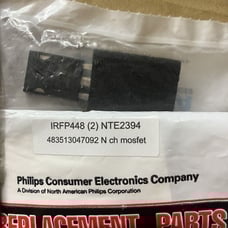 IRFP448 (2) NTE2394
483513047092 N ch mosfet
Philips Consumer Electronics Company
A Division of North American Philips Corporation
REPLACEMENT PARTS